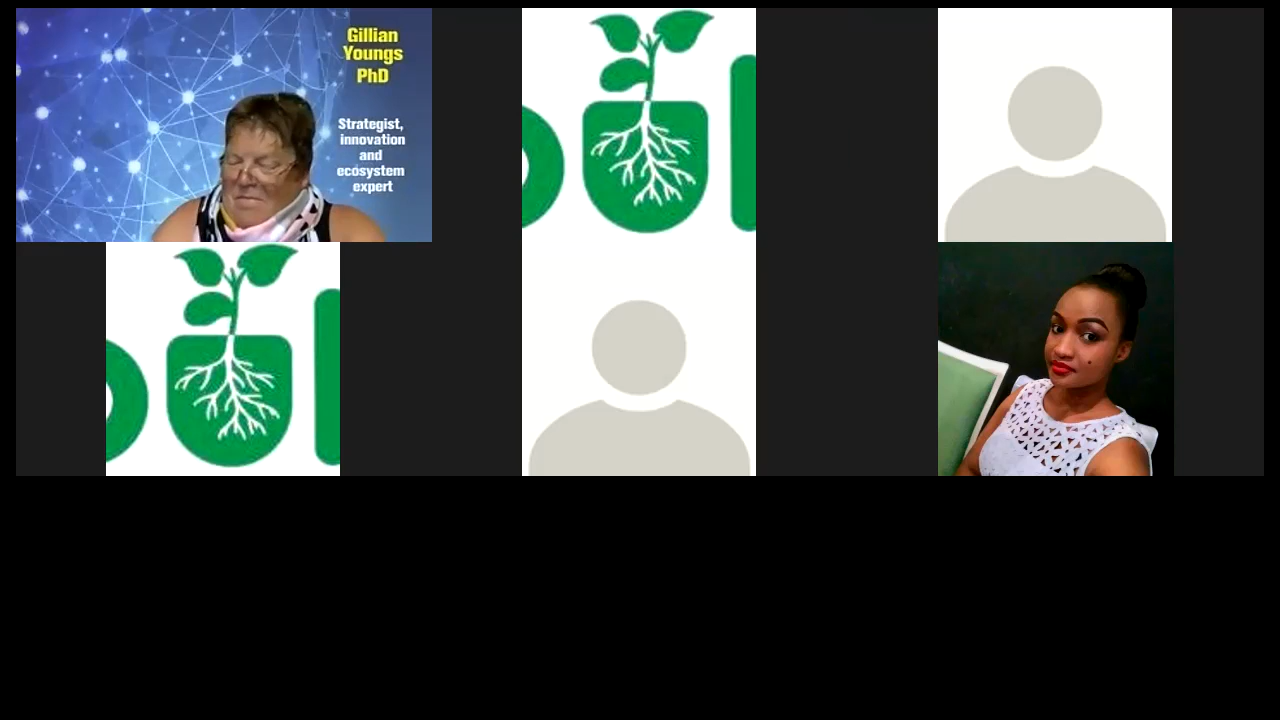 Gillian
Youngs
PhD
Strategist,
innovation
and
ecosystem
expert